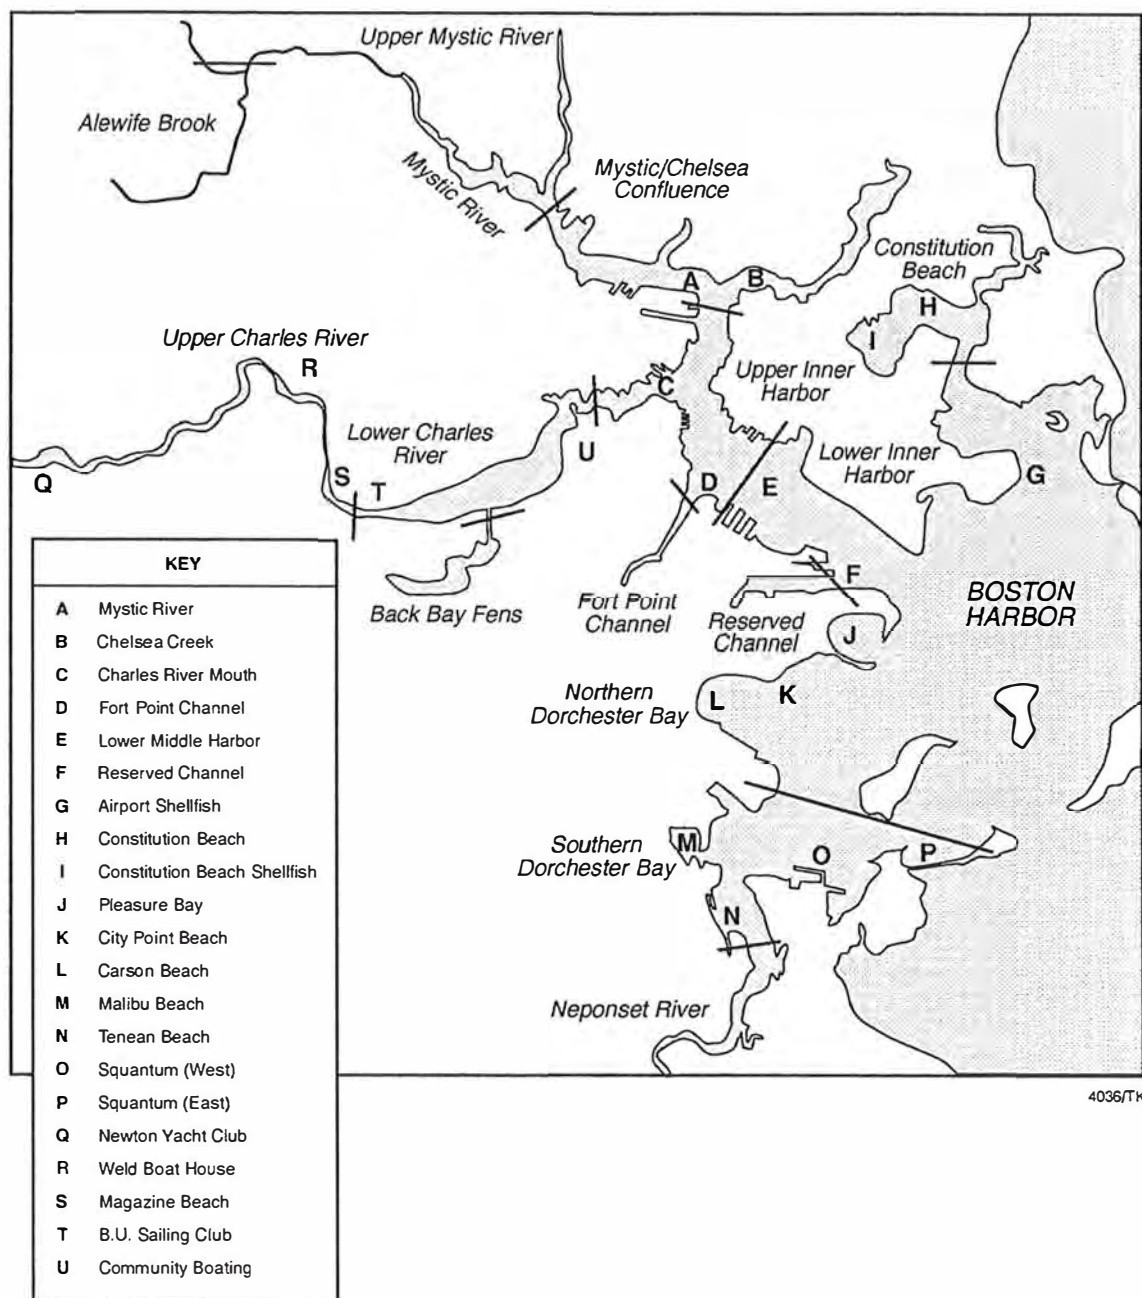 Upper Mystic River
Alewife Brook
Mystic River
Mystic/Chelsea
Confluence
Constitution
Beach
A
B
H
I
Upper Charles River
R
Upper Inner
Harbor
C
Lower Charles
River
U
Lower Inner
Harbor
G
Q
S
T
D
E
Back Bay Fens
Fort Point
Channel
Reserved
Channel
F
BOSTON
HARBOR
J
Northern
Dorchester Bay
L
K
Southern
Dorchester Bay
M
O
P
N
Neponset River
4036/TK
KEY
A Mystic River
B Chelsea Creek
C Charles River Mouth
D Fort Point Channel
E Lower Middle Harbor
F Reserved Channel
G Airport Shellfish
H Constitution Beach
I Constitution Beach Shellfish
J Pleasure Bay
K City Point Beach
L Carson Beach
M Malibu Beach
N Tenean Beach
O Squantum (West)
P Squantum (East)
Q Newton Yacht Club
R Weld Boat House
S Magazine Beach
T B.U. Sailing Club
U Community Boating